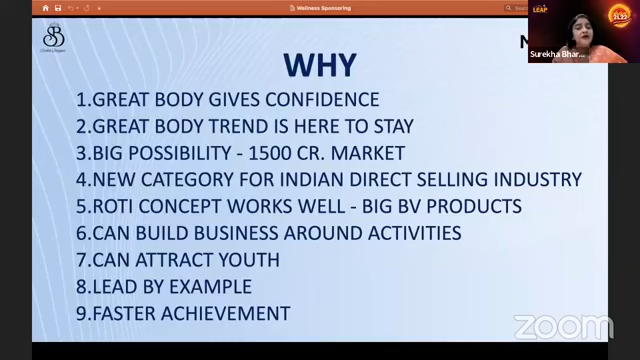 Wellness Sponsoring
LEAP
Surekha Bhar...
WHY
1.GREAT BODY GIVES CONFIDENCE
2.GREAT BODY TREND IS HERE TO STAY
3.BIG POSSIBILITY - 1500 CR. MARKET
4.NEW CATEGORY FOR INDIAN DIRECT SELLING INDUSTRY
5.ROTI CONCEPT WORKS WELL - BIG BV PRODUCTS
6.CAN BUILD BUSINESS AROUND ACTIVITIES
7.CAN ATTRACT YOUTH
8.LEAD BY EXAMPLE
9.FASTER ACHIEVEMENT
zoom